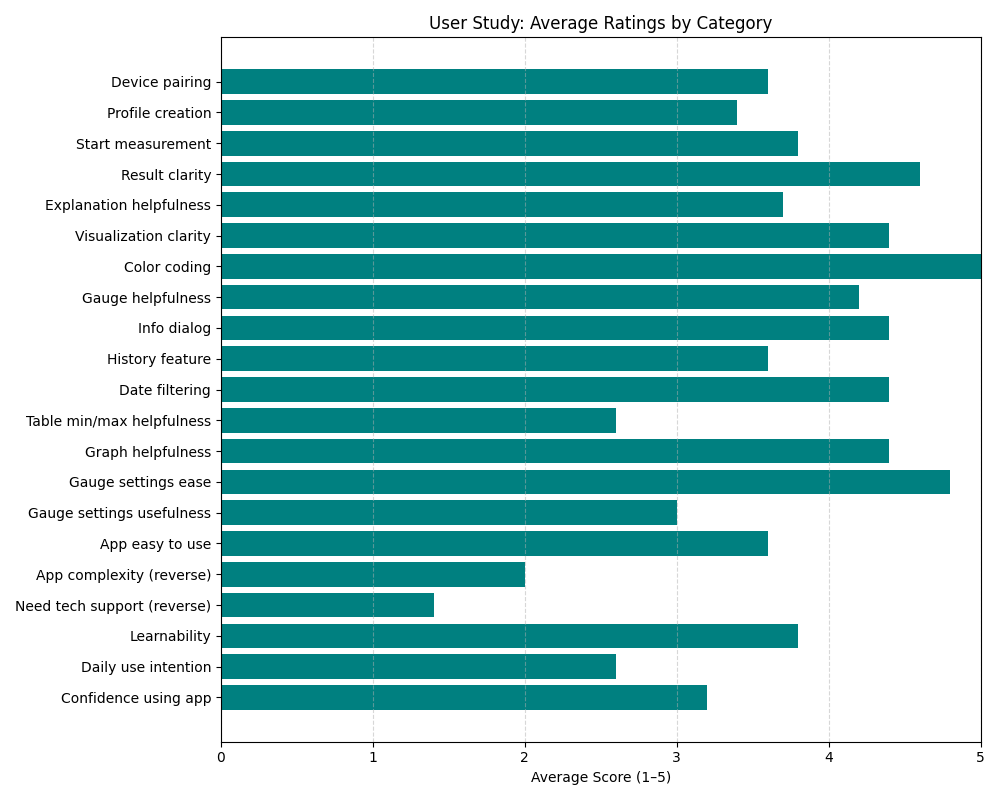 User Study: Average Ratings by Category
Device pairing
Profile creation
Start measurement
Result clarity
Explanation helpfulness
Visualization clarity
Color coding
Gauge helpfulness
Info dialog
History feature
Date filtering
Table min/max helpfulness
Graph helpfulness
Gauge settings ease
Gauge settings usefulness
App easy to use
App complexity (reverse)
Need tech support (reverse)
Learnability
Daily use intention
Confidence using app
0 1 2 3 4 5
Average Score (1–5)